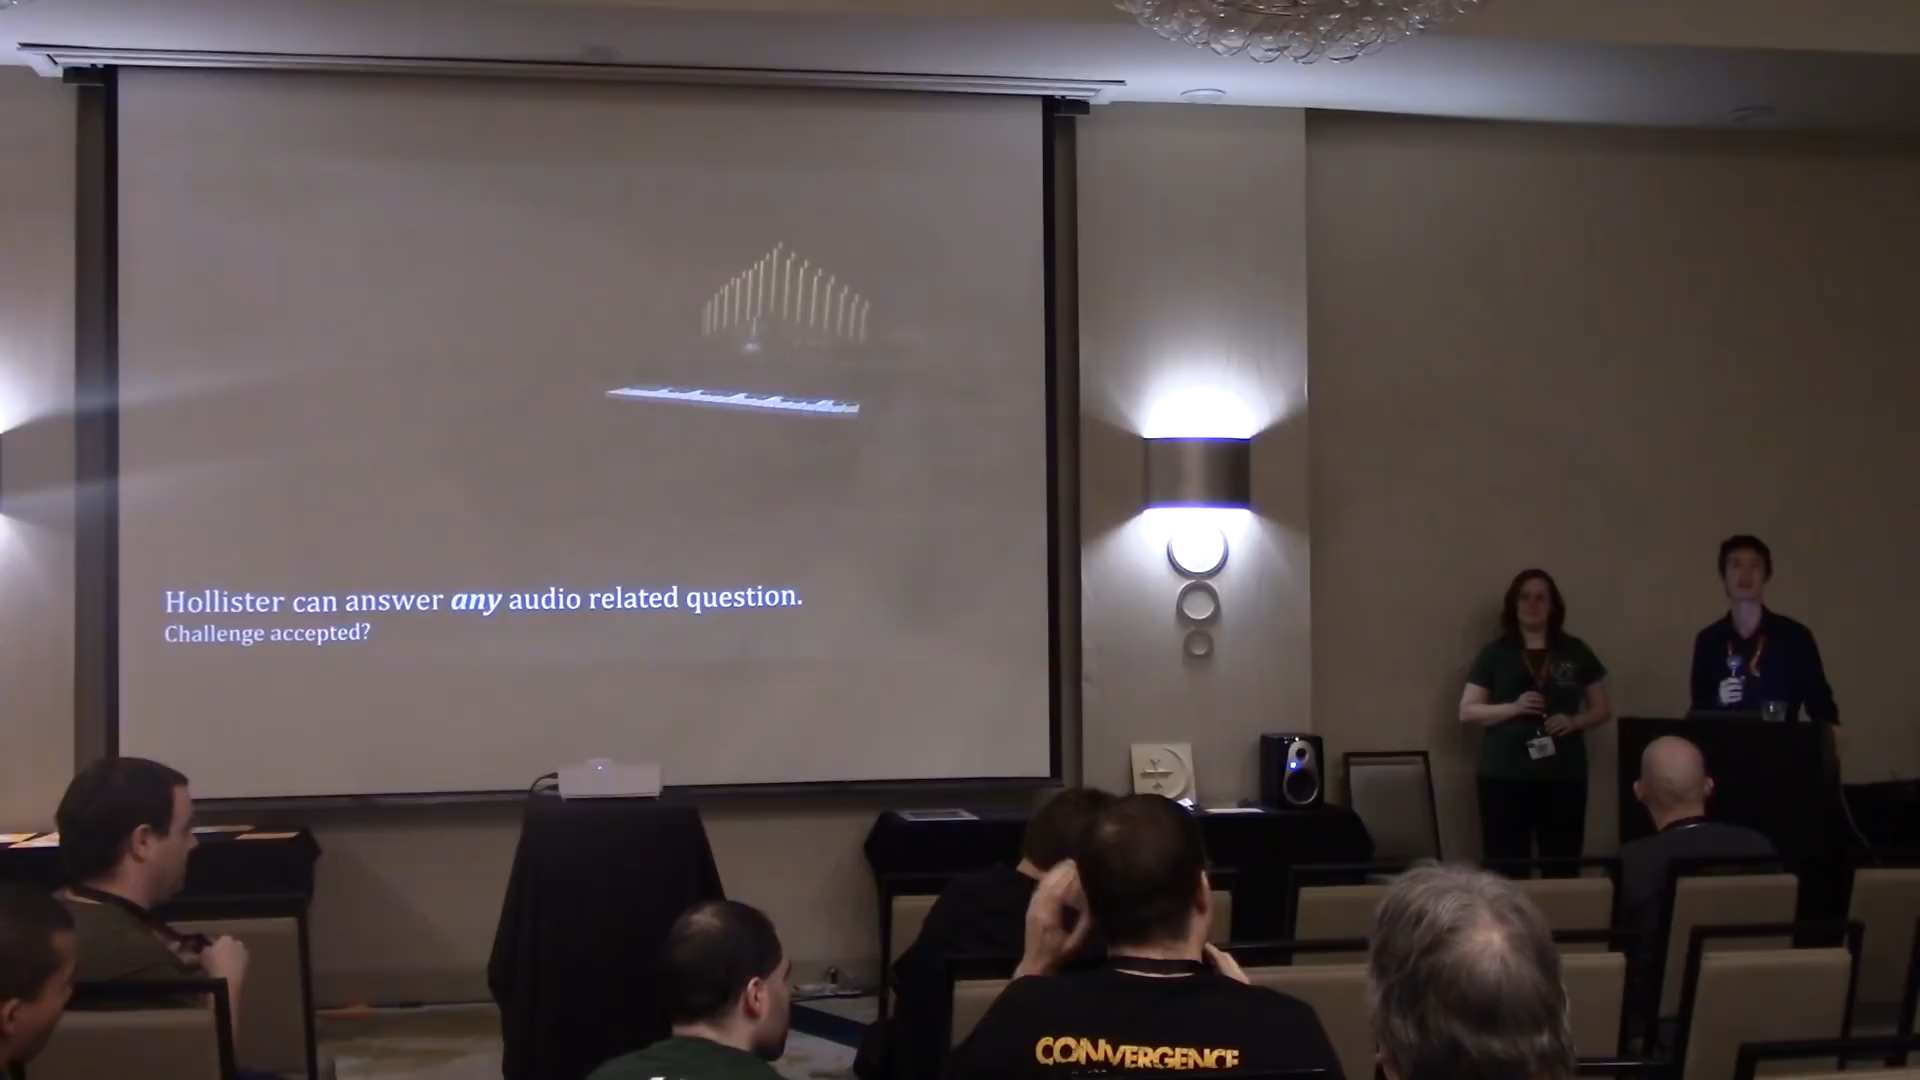 Hollister can answer any audio related question.
Challenge accepted?
CONVERGENCE